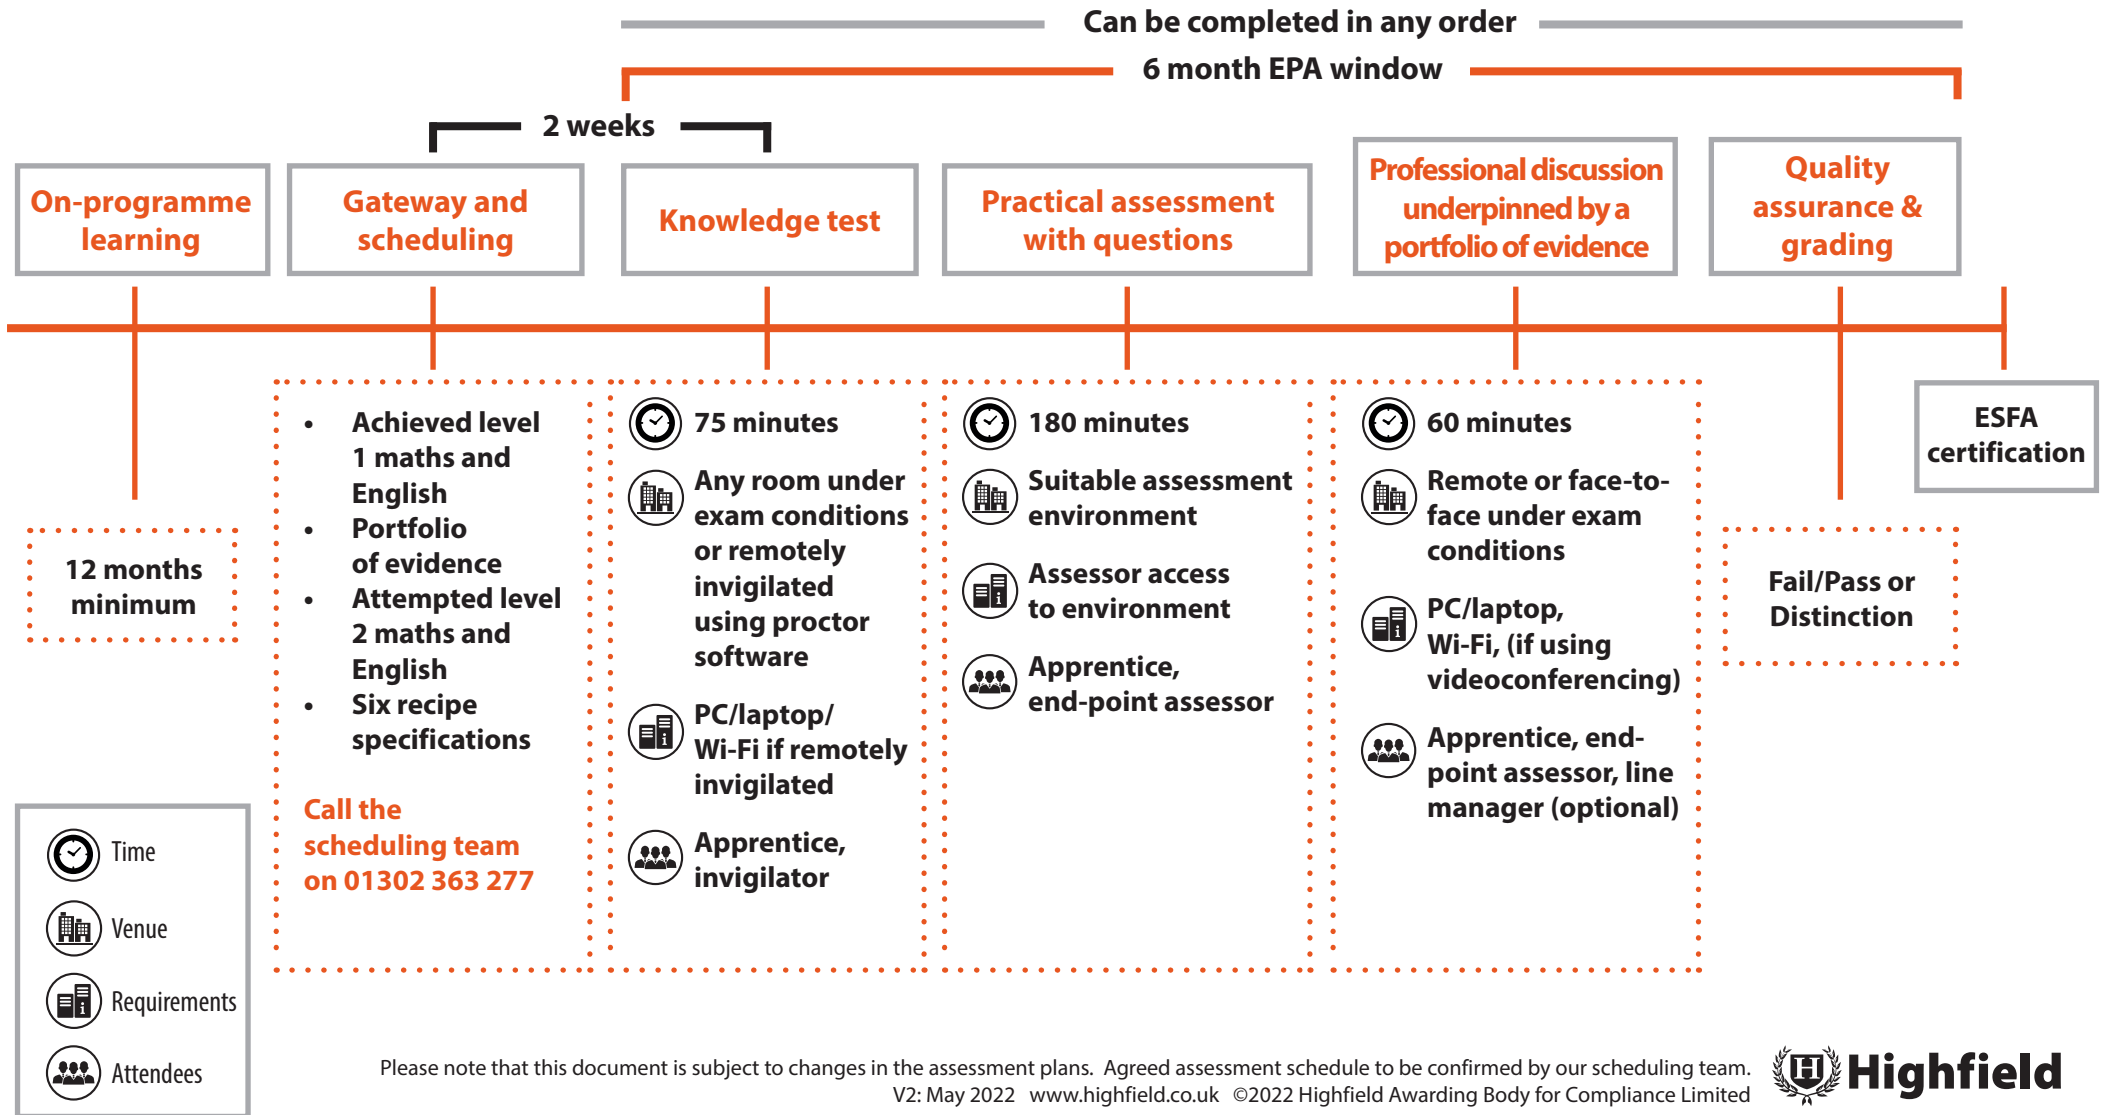 Can be completed in any order
6 month EPA window
2 weeks
On-programme
learning
Gateway and
scheduling
Knowledge test
Practical assessment
with questions
Professional discussion
underpinned by a
portfolio of evidence
Quality
assurance &
grading
12 months
minimum
• Achieved level
1 maths and
English
• Portfolio
of evidence
• Attempted level
2 maths and
English
• Six recipe
specifications
Call the
scheduling team
on 01302 363 277
75 minutes
Any room under
exam conditions
or remotely
invigilated
using proctor
software
PC/laptop/
Wi-Fi if remotely
invigilated
Apprentice,
invigilator
180 minutes
Suitable assessment
environment
Assessor access
to environment
Apprentice,
end-point assessor
60 minutes
Remote or face-to-
face under exam
conditions
PC/laptop,
Wi-Fi, (if using
videoconferencing)
Apprentice, end-
point assessor, line
manager (optional)
Fail/Pass or
Distinction
ESFA
certification
Time
Venue
Requirements
Attendees
Please note that this document is subject to changes in the assessment plans. Agreed assessment schedule to be confirmed by our scheduling team.
V2: May 2022 www.highfield.co.uk ©2022 Highfield Awarding Body for Compliance Limited
H
Highfield